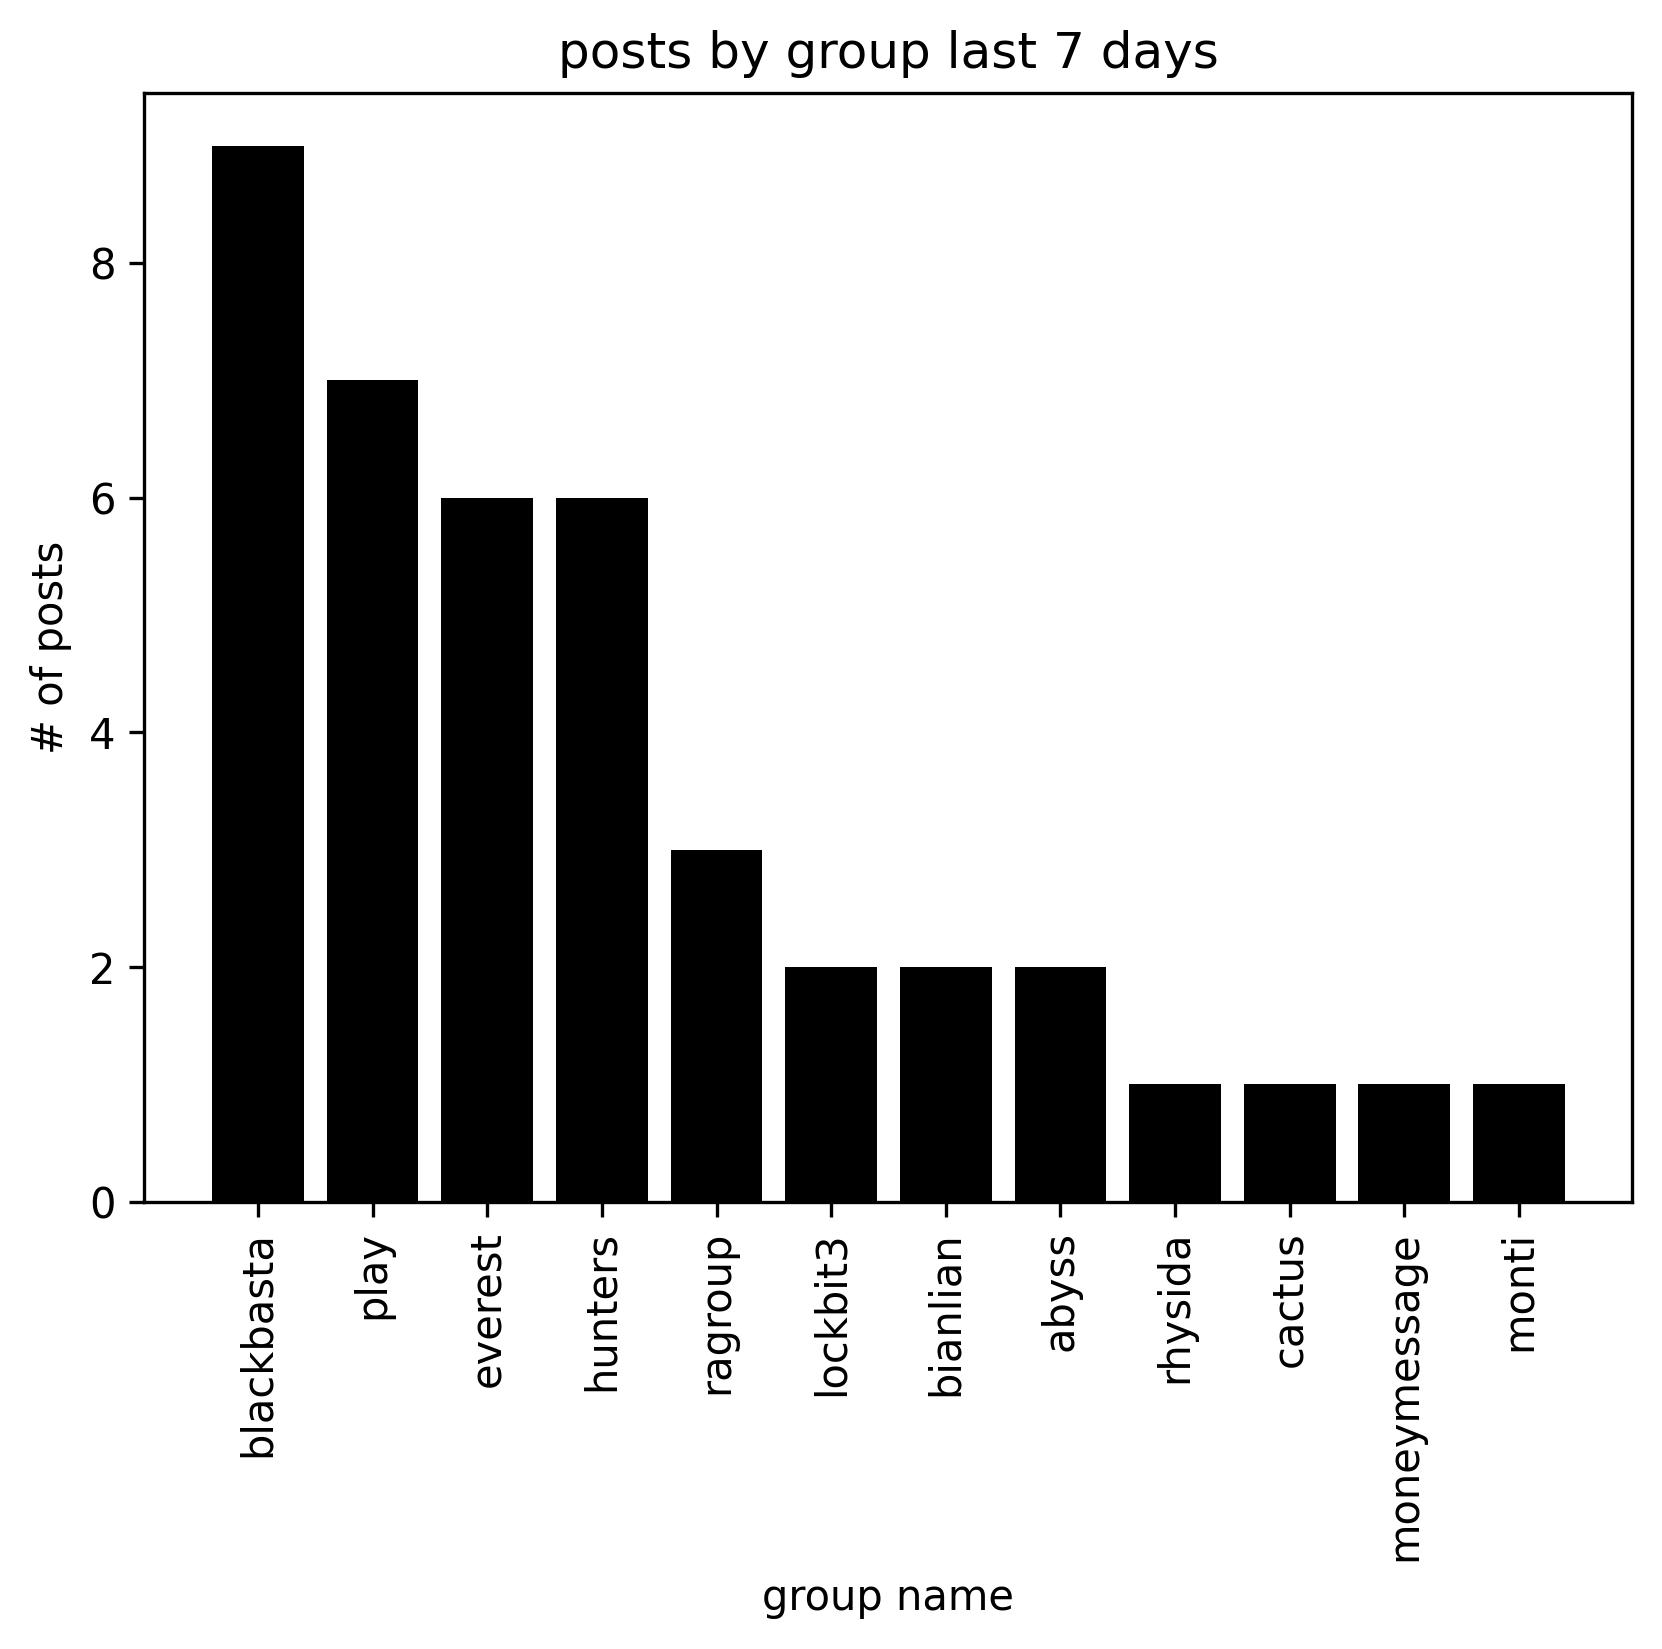 posts by group last 7 days
# of posts
8
6
4
2
0
blackbasta
play
everest
hunters
ragroup
lockbit3
bianlian
abyss
rhysida
cactus
moneymessage
monti
group name